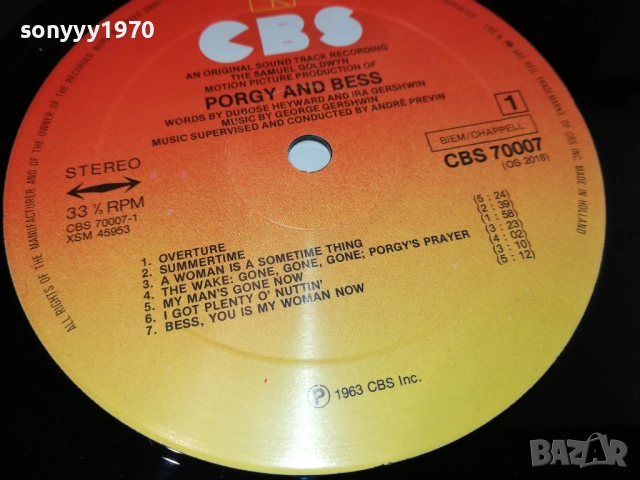 sonyyy1970
CBS
AN ORIGINAL SOUND TRACK RECORDING
THE SAMUEL GOLDWYN
MOTION PICTURE PRODUCTION OF
PORGY AND BESS
WORDS BY DUBOSE HEYWARD AND IRA GERSHWIN
MUSIC BY GEORGE GERSHWIN
MUSIC SUPERVISED AND CONDUCTED BY ANDRÉ PREVIN
1
BIEM/CHAPPELL
CBS 70007
(OS 2016)
STEREO
33 ⅓ RPM
CBS 70007-1
XSM 45953
1. OVERTURE (5 : 24)
2. SUMMERTIME (2 : 39)
3. A WOMAN IS A SOMETIME THING (1 : 58)
4. THE WAKE: GONE, GONE, GONE; PORGY'S PRAYER (3 : 23)
5. MY MAN'S GONE NOW (4 : 02)
6. I GOT PLENTY O' NUTTIN' (3 : 10)
7. BESS, YOU IS MY WOMAN NOW (5 : 12)
Ⓟ 1963 CBS Inc.
ALL RIGHTS OF THE MANUFACTURER AND OF THE OWNER OF THE RECORDED
ARE REG. TRADEMARKS OF CBS INC. MADE IN HOLLAND
BAZAR